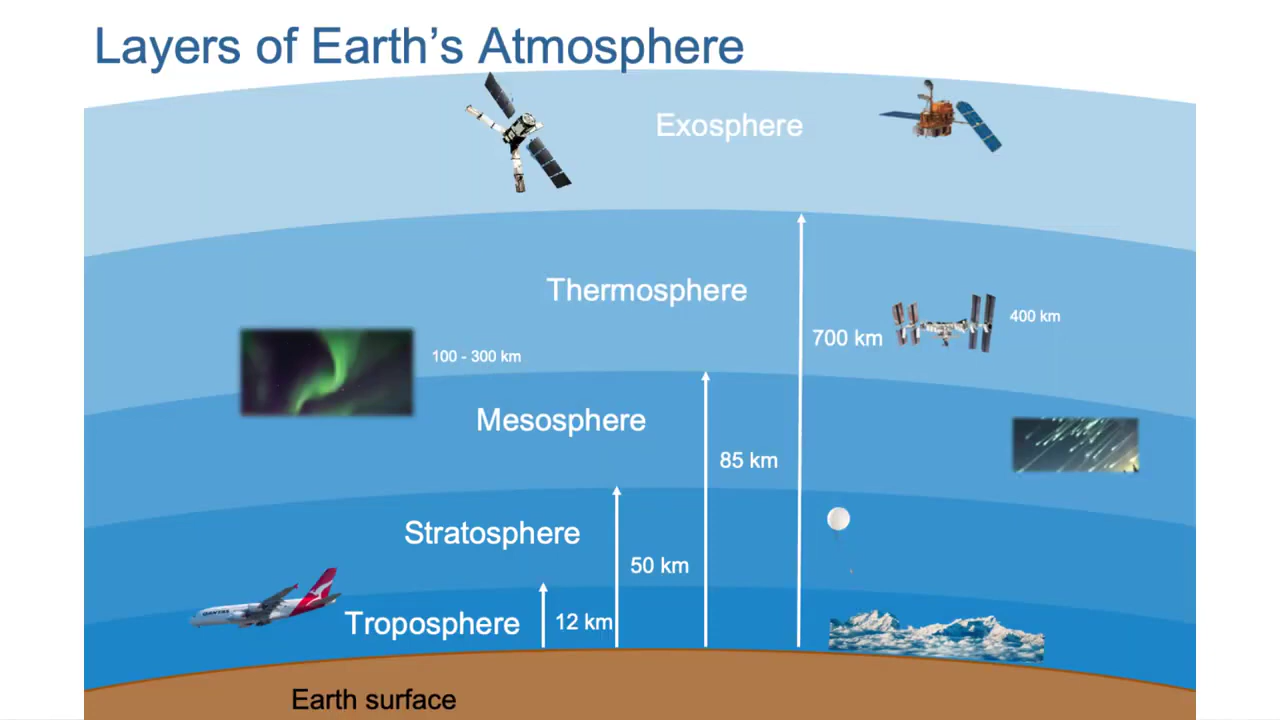 Layers of Earth’s Atmosphere
Exosphere
Thermosphere
400 km
700 km
100 - 300 km
Mesosphere
85 km
Stratosphere
50 km
QANTAS
Troposphere
12 km
Earth surface